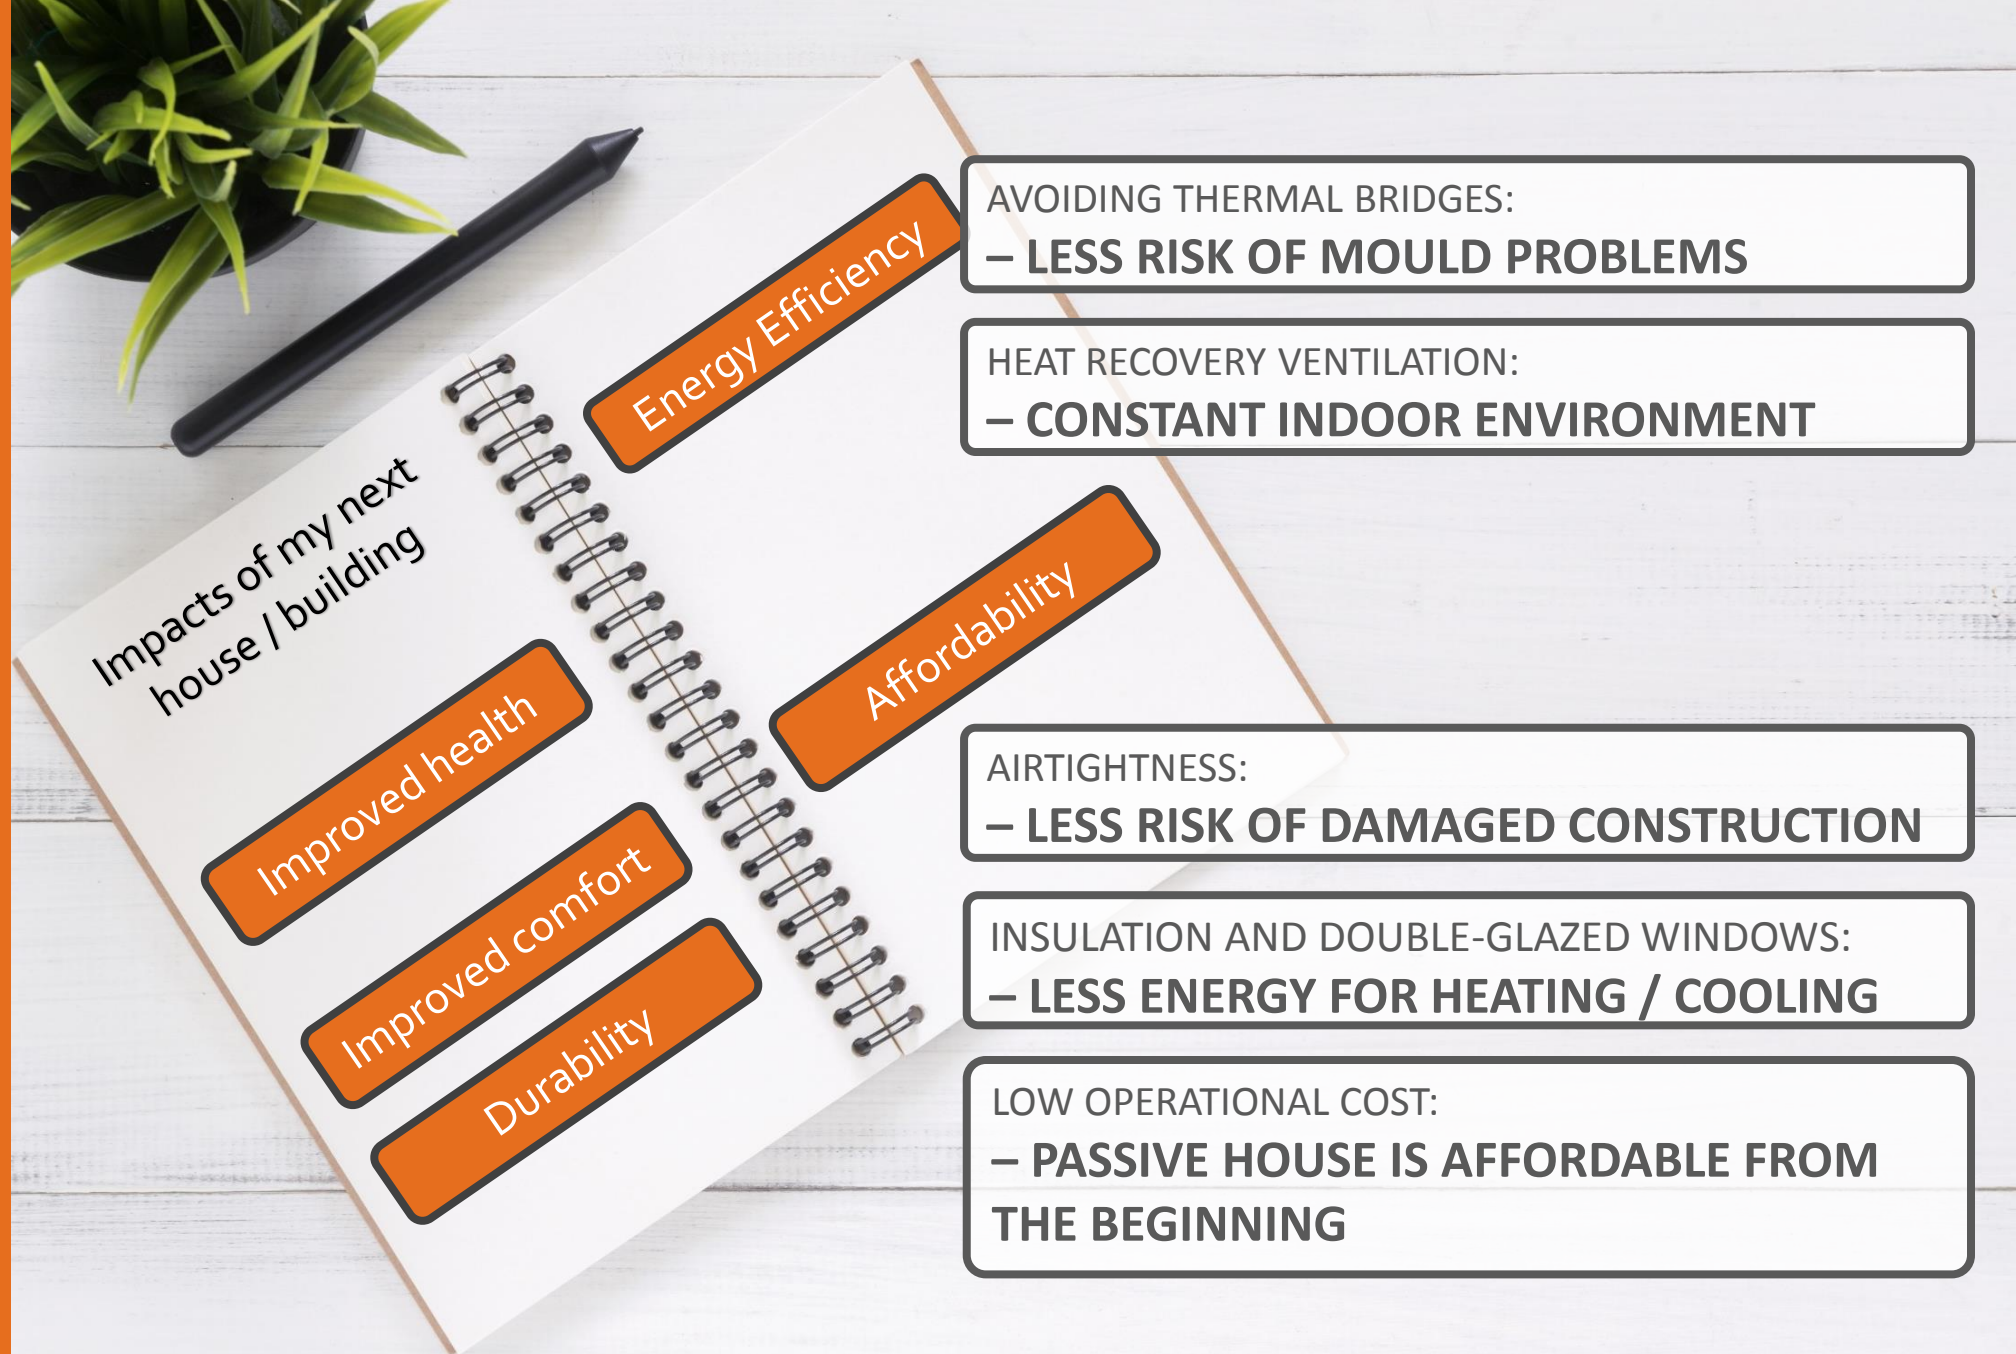 Impacts of my next
house / building
Improved health
Improved comfort
Durability
Energy Efficiency
Affordability
AVOIDING THERMAL BRIDGES:
– LESS RISK OF MOULD PROBLEMS
HEAT RECOVERY VENTILATION:
– CONSTANT INDOOR ENVIRONMENT
AIRTIGHTNESS:
– LESS RISK OF DAMAGED CONSTRUCTION
INSULATION AND DOUBLE-GLAZED WINDOWS:
– LESS ENERGY FOR HEATING / COOLING
LOW OPERATIONAL COST:
– PASSIVE HOUSE IS AFFORDABLE FROM
THE BEGINNING